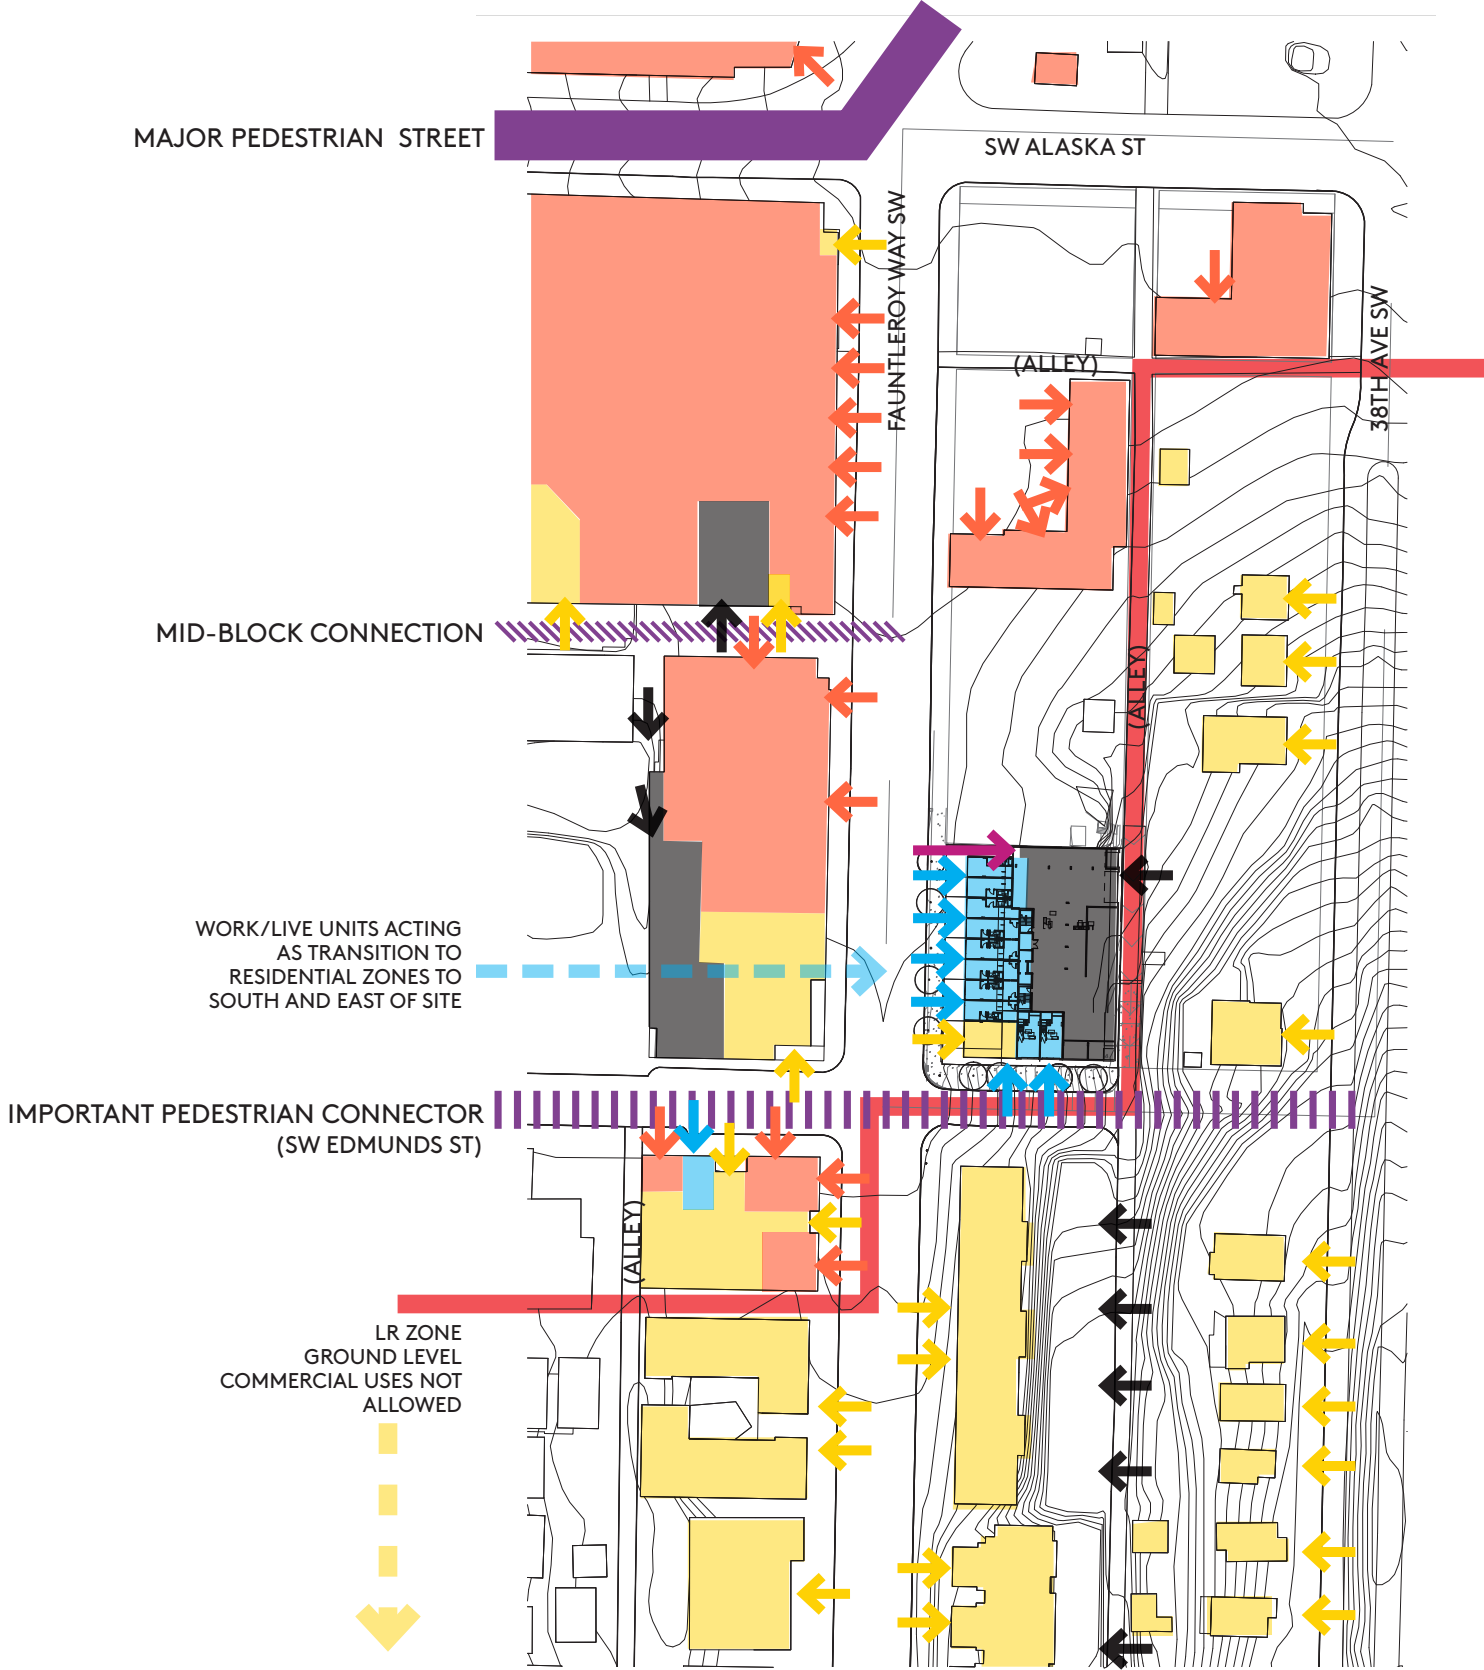 MAJOR PEDESTRIAN STREET
SW ALASKA ST
FAUNTLEROY WAY SW
38TH AVE SW
(ALLEY)
MID-BLOCK CONNECTION
(ALLEY)
WORK/LIVE UNITS ACTING
AS TRANSITION TO
RESIDENTIAL ZONES TO
SOUTH AND EAST OF SITE
IMPORTANT PEDESTRIAN CONNECTOR
(SW EDMUNDS ST)
(ALLEY)
LR ZONE
GROUND LEVEL
COMMERCIAL USES NOT
ALLOWED